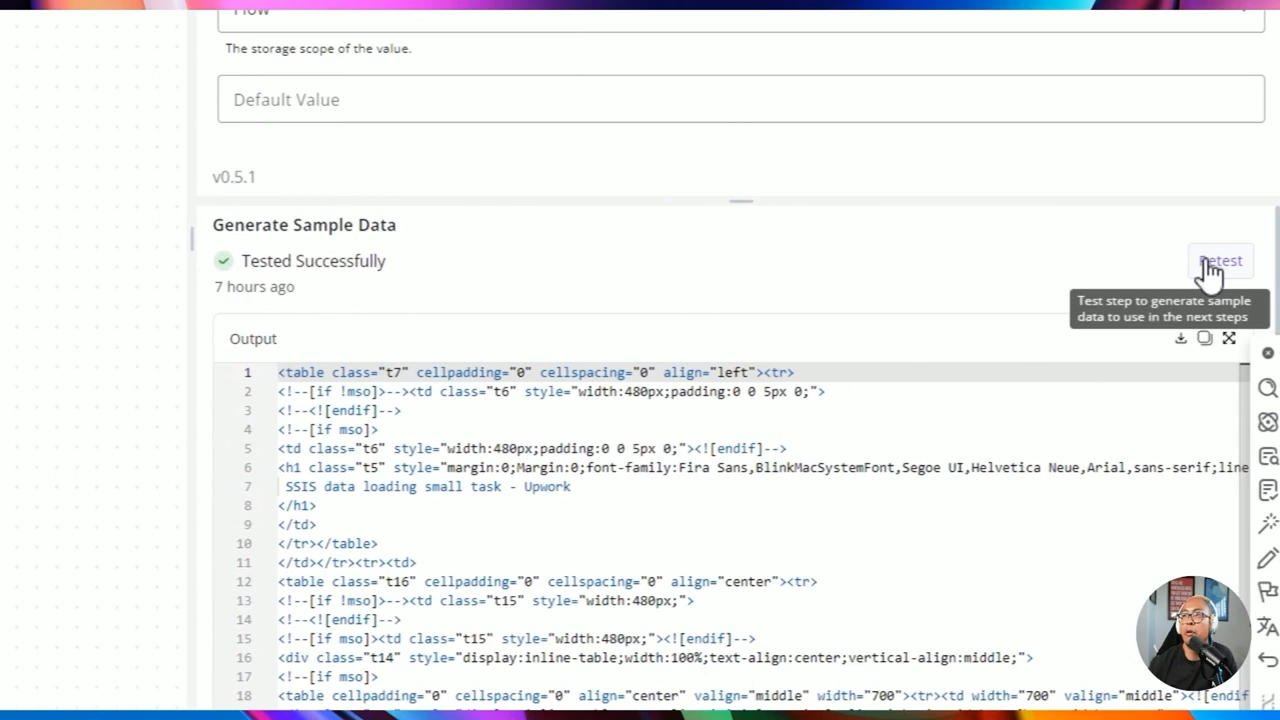 Flow
The storage scope of the value.
Default Value
v0.5.1
Generate Sample Data
Tested Successfully
Retest
7 hours ago
Test step to generate sample
data to use in the next steps
Output
1 <table class="t7" cellpadding="0" cellspacing="0" align="left"><tr>
2 <!--[if !mso]>--><td class="t6" style="width:480px;padding:0 0 5px 0;">
3 <!--<![endif]-->
4 <!--[if mso]>
5 <td class="t6" style="width:480px;padding:0 0 5px 0;"><![endif]-->
6 <h1 class="t5" style="margin:0;Margin:0;font-family:Fira Sans,BlinkMacSystemFont,Segoe UI,Helvetica Neue,Arial,sans-serif;line
7 SSIS data loading small task - Upwork
8 </h1>
9 </td>
10 </tr></table>
11 </td></tr><tr><td>
12 <table class="t16" cellpadding="0" cellspacing="0" align="center"><tr>
13 <!--[if !mso]>--><td class="t15" style="width:480px;">
14 <!--<![endif]-->
15 <!--[if mso]><td class="t15" style="width:480px;"><![endif]-->
16 <div class="t14" style="display:inline-table;width:100%;text-align:center;vertical-align:middle;">
17 <!--[if mso]>
18 <table cellpadding="0" cellspacing="0" align="center" valign="middle" width="700"><tr><td width="700" valign="middle"><![endif